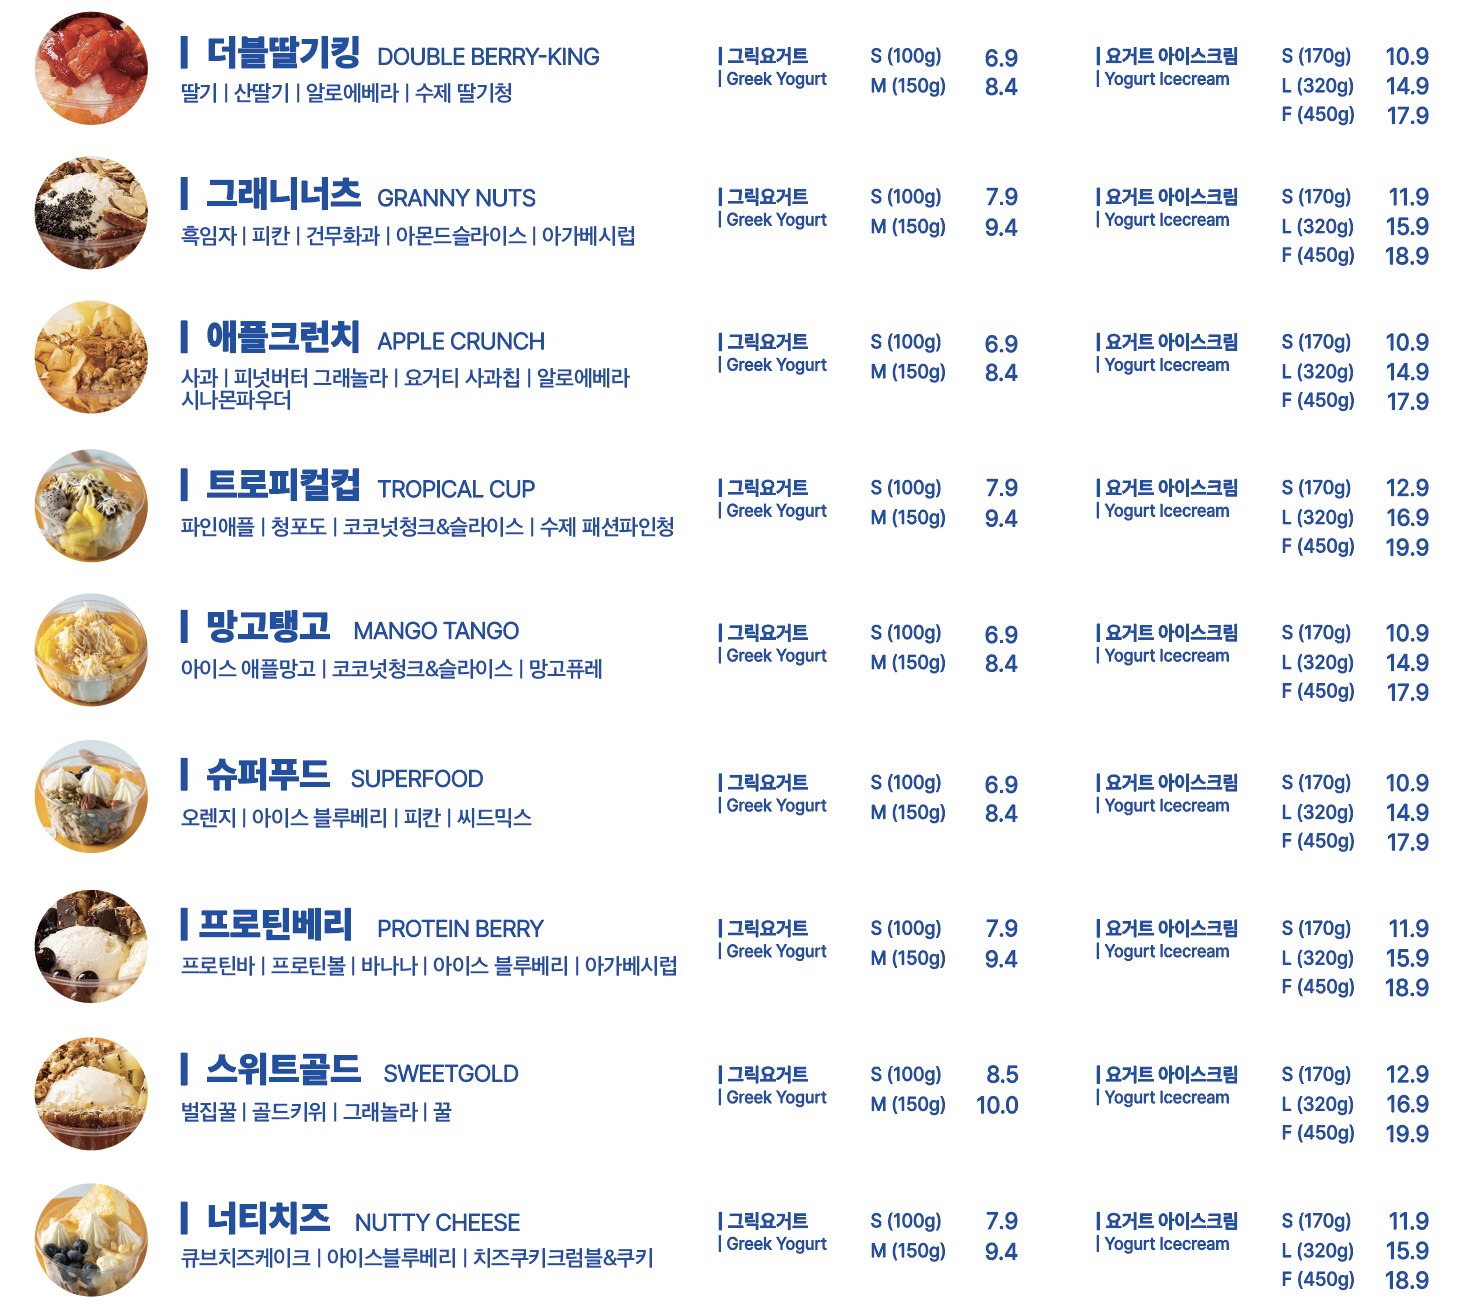 | 더블딸기킹 DOUBLE BERRY-KING
딸기 | 산딸기 | 알로에베라 | 수제 딸기청
| 그릭요거트 S (100g) 6.9
| Greek Yogurt M (150g) 8.4
| 요거트 아이스크림 S (170g) 10.9
| Yogurt Icecream L (320g) 14.9
F (450g) 17.9
| 그래니너츠 GRANNY NUTS
흑임자 | 피칸 | 건무화과 | 아몬드슬라이스 | 아가베시럽
| 그릭요거트 S (100g) 7.9
| Greek Yogurt M (150g) 9.4
| 요거트 아이스크림 S (170g) 11.9
| Yogurt Icecream L (320g) 15.9
F (450g) 18.9
| 애플크런치 APPLE CRUNCH
사과 | 피넛버터 그래놀라 | 요거티 사과칩 | 알로에베라
시나몬파우더
| 그릭요거트 S (100g) 6.9
| Greek Yogurt M (150g) 8.4
| 요거트 아이스크림 S (170g) 10.9
| Yogurt Icecream L (320g) 14.9
F (450g) 17.9
| 트로피컬컵 TROPICAL CUP
파인애플 | 청포도 | 코코넛청크&슬라이스 | 수제 패션파인청
| 그릭요거트 S (100g) 7.9
| Greek Yogurt M (150g) 9.4
| 요거트 아이스크림 S (170g) 12.9
| Yogurt Icecream L (320g) 16.9
F (450g) 19.9
| 망고탱고 MANGO TANGO
아이스 애플망고 | 코코넛청크&슬라이스 | 망고퓨레
| 그릭요거트 S (100g) 6.9
| Greek Yogurt M (150g) 8.4
| 요거트 아이스크림 S (170g) 10.9
| Yogurt Icecream L (320g) 14.9
F (450g) 17.9
| 슈퍼푸드 SUPERFOOD
오렌지 | 아이스 블루베리 | 피칸 | 씨드믹스
| 그릭요거트 S (100g) 6.9
| Greek Yogurt M (150g) 8.4
| 요거트 아이스크림 S (170g) 10.9
| Yogurt Icecream L (320g) 14.9
F (450g) 17.9
| 프로틴베리 PROTEIN BERRY
프로틴바 | 프로틴볼 | 바나나 | 아이스 블루베리 | 아가베시럽
| 그릭요거트 S (100g) 7.9
| Greek Yogurt M (150g) 9.4
| 요거트 아이스크림 S (170g) 11.9
| Yogurt Icecream L (320g) 15.9
F (450g) 18.9
| 스위트골드 SWEETGOLD
벌집꿀 | 골드키위 | 그래놀라 | 꿀
| 그릭요거트 S (100g) 8.5
| Greek Yogurt M (150g) 10.0
| 요거트 아이스크림 S (170g) 12.9
| Yogurt Icecream L (320g) 16.9
F (450g) 19.9
| 너티치즈 NUTTY CHEESE
큐브치즈케이크 | 아이스블루베리 | 치즈쿠키크럼블&쿠키
| 그릭요거트 S (100g) 7.9
| Greek Yogurt M (150g) 9.4
| 요거트 아이스크림 S (170g) 11.9
| Yogurt Icecream L (320g) 15.9
F (450g) 18.9